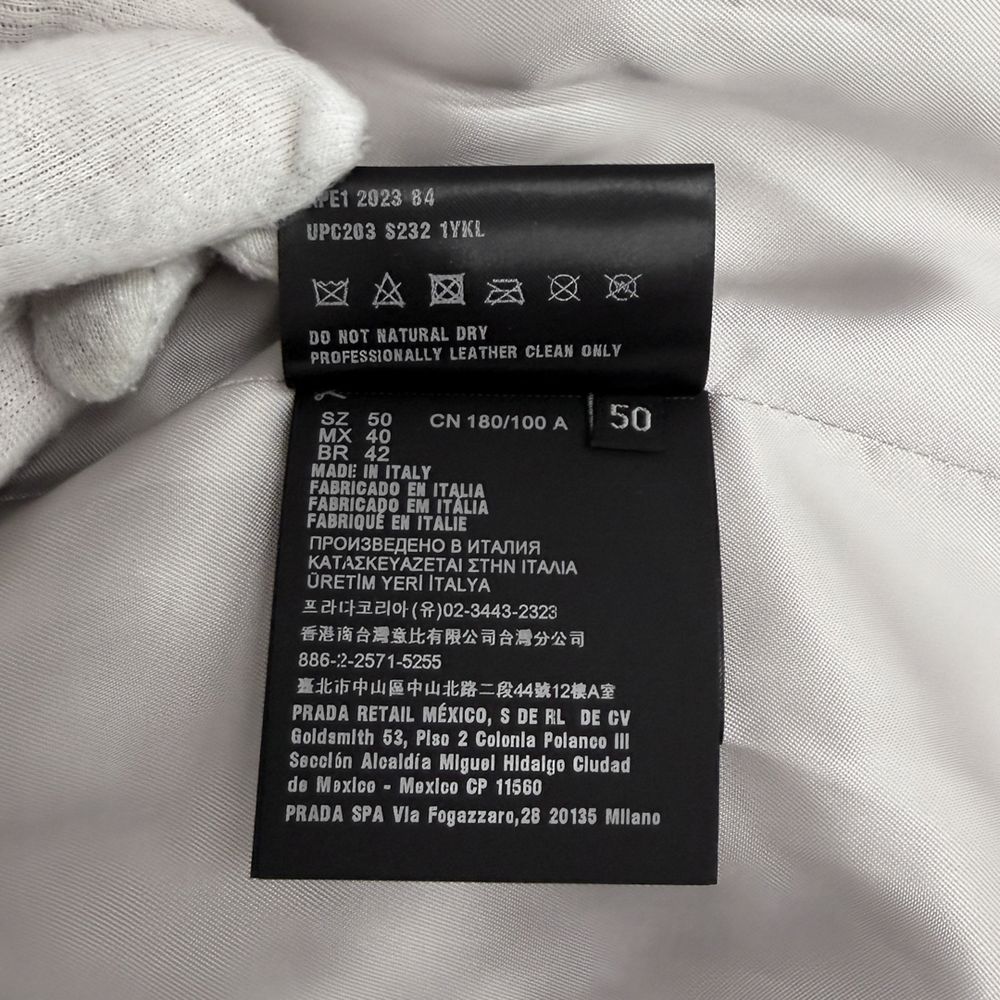 2023 84
UPC203 S232 1YKL
DO NOT NATURAL DRY
PROFESSIONALLY LEATHER CLEAN ONLY
SZ 50 CN 180/100 A 50
MX 40
BR 42
MADE IN ITALY
FABRICADO EN ITALIA
FABRICADO EM ITÁLIA
FABRIQUÉ EN ITALIE
ПРОИЗВЕДЕНО В ИТАЛИЯ
ΚΑΤΑΣΚΕΥΑΖΕΤΑΙ ΣΤΗΝ ΙΤΑΛΙΑ
ÜRETİM YERİ İTALYA
프라다코리아(유)02-3443-2323
香港商台灣意比有限公司台灣分公司
886-2-2571-5255
臺北市中山區中山北路二段44號12樓A室
PRADA RETAIL MÉXICO, S DE RL DE CV
Goldsmith 53, Piso 2 Colonia Polanco III
Sección Alcaldía Miguel Hidalgo Ciudad
de Mexico - Mexico CP 11560
PRADA SPA Via Fogazzaro,28 20135 Milano